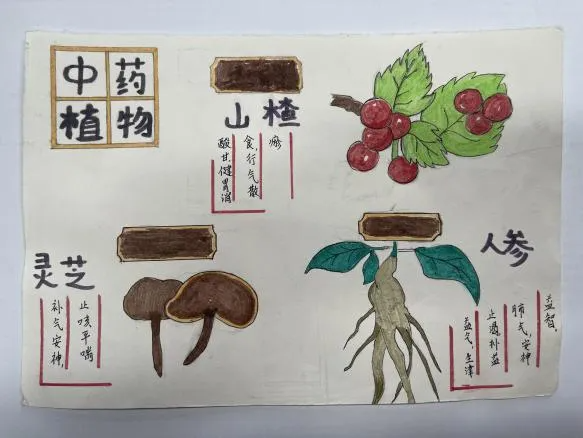 中药
植物
山楂
酸甘,健胃消
食,行气散
瘀
灵芝
补气安神,
止咳平喘
人参
益气,生津
止渴补益
肺气,安神
益智,